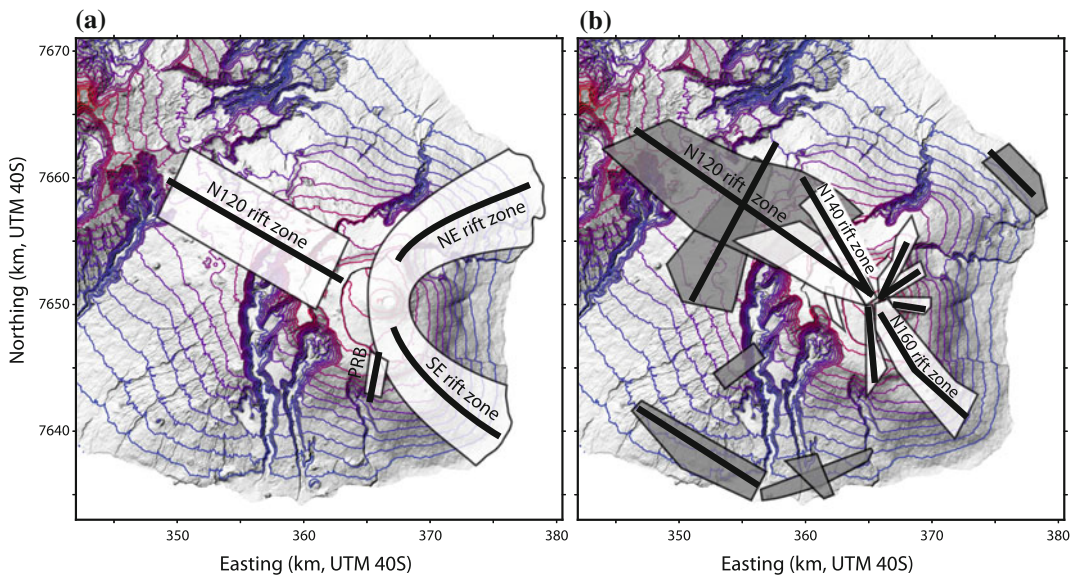 (a)
(b)
7670
7660
7650
7640
Northing (km, UTM 40S)
N120 rift zone
NE rift zone
SE rift zone
PRB
350
360
370
380
Easting (km, UTM 40S)
N120 rift zone
N140 rift zone
N160 rift zone
350
360
370
380
Easting (km, UTM 40S)